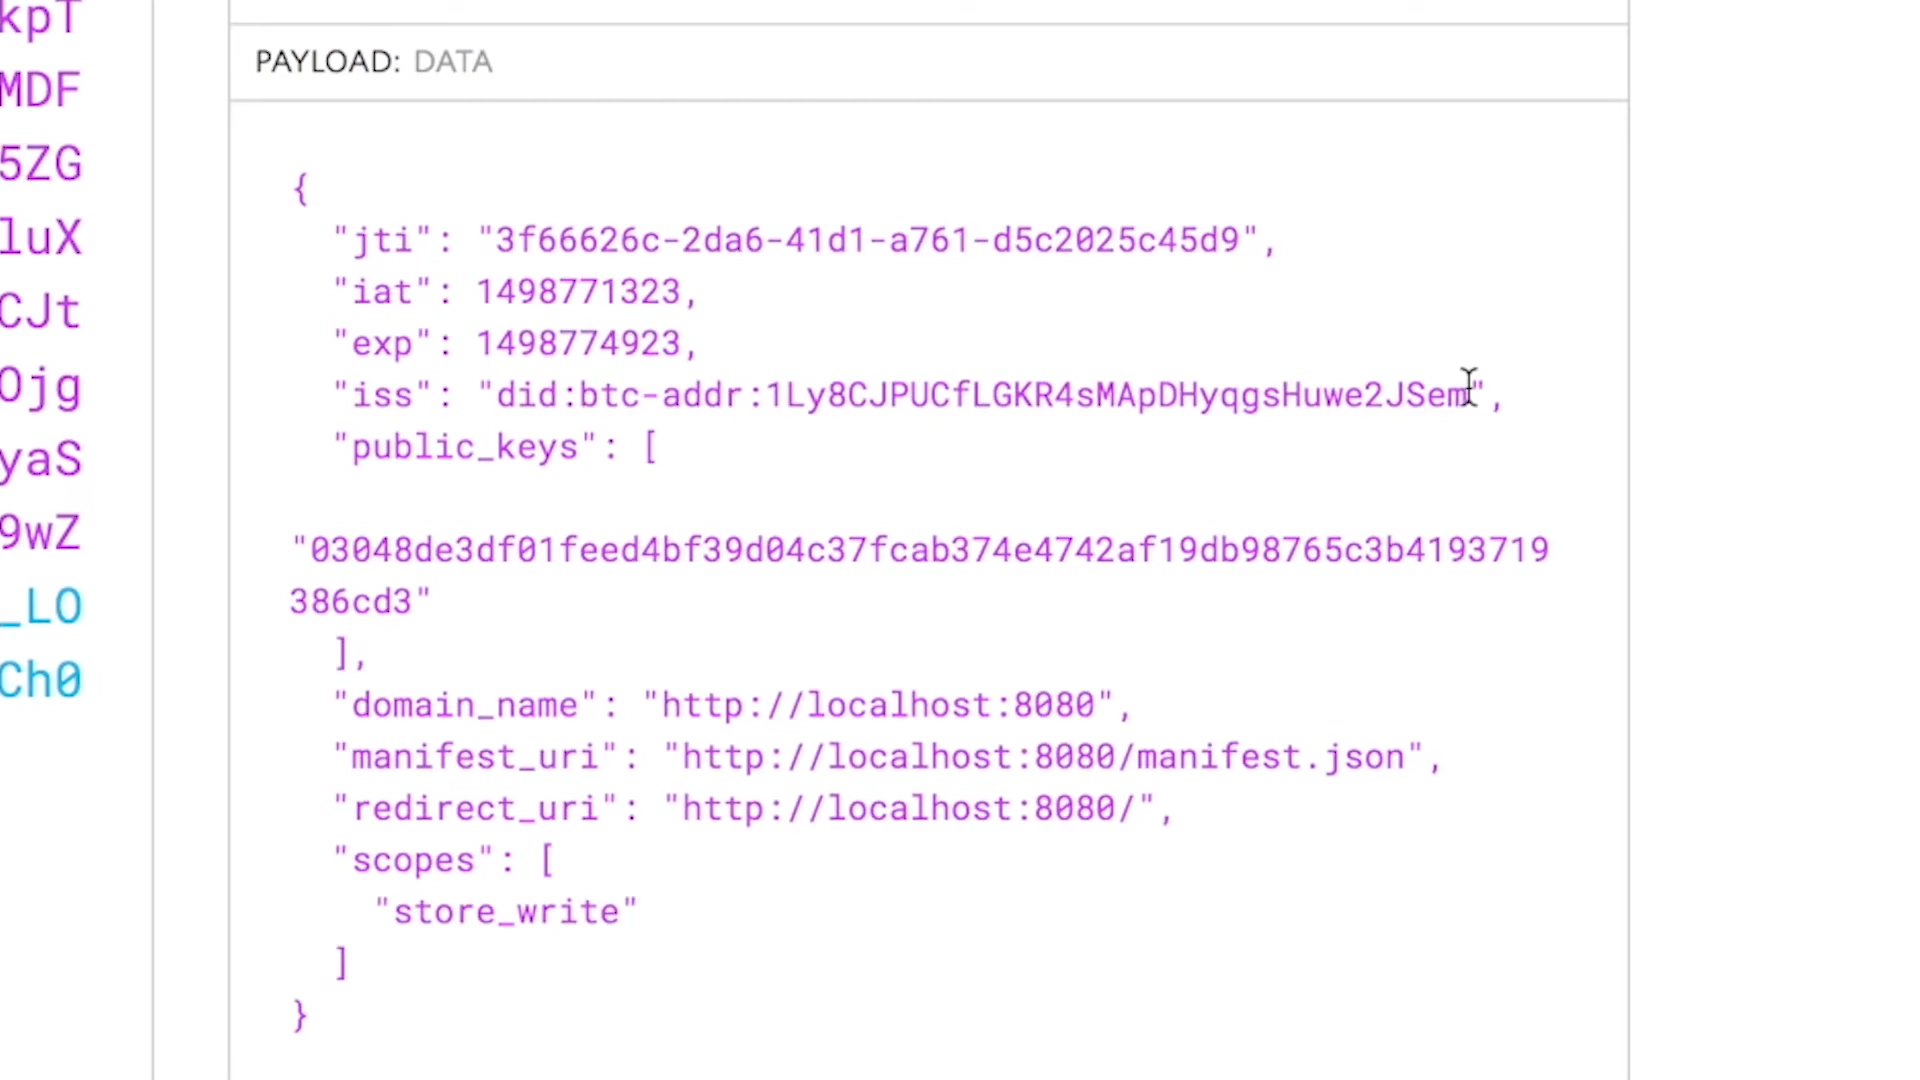 kpT
MDF
5ZG
luX
CJt
Ojg
yaS
9wZ
_LO
Ch0
PAYLOAD: DATA
{
"jti": "3f66626c-2da6-41d1-a761-d5c2025c45d9",
"iat": 1498771323,
"exp": 1498774923,
"iss": "did:btc-addr:1Ly8CJPUCfLGKR4sMApDHyqgsHuwe2JSem",
"public_keys": [
"03048de3df01feed4bf39d04c37fcab374e4742af19db98765c3b4193719
386cd3"
],
"domain_name": "http://localhost:8080",
"manifest_uri": "http://localhost:8080/manifest.json",
"redirect_uri": "http://localhost:8080/",
"scopes": [
"store_write"
]
}